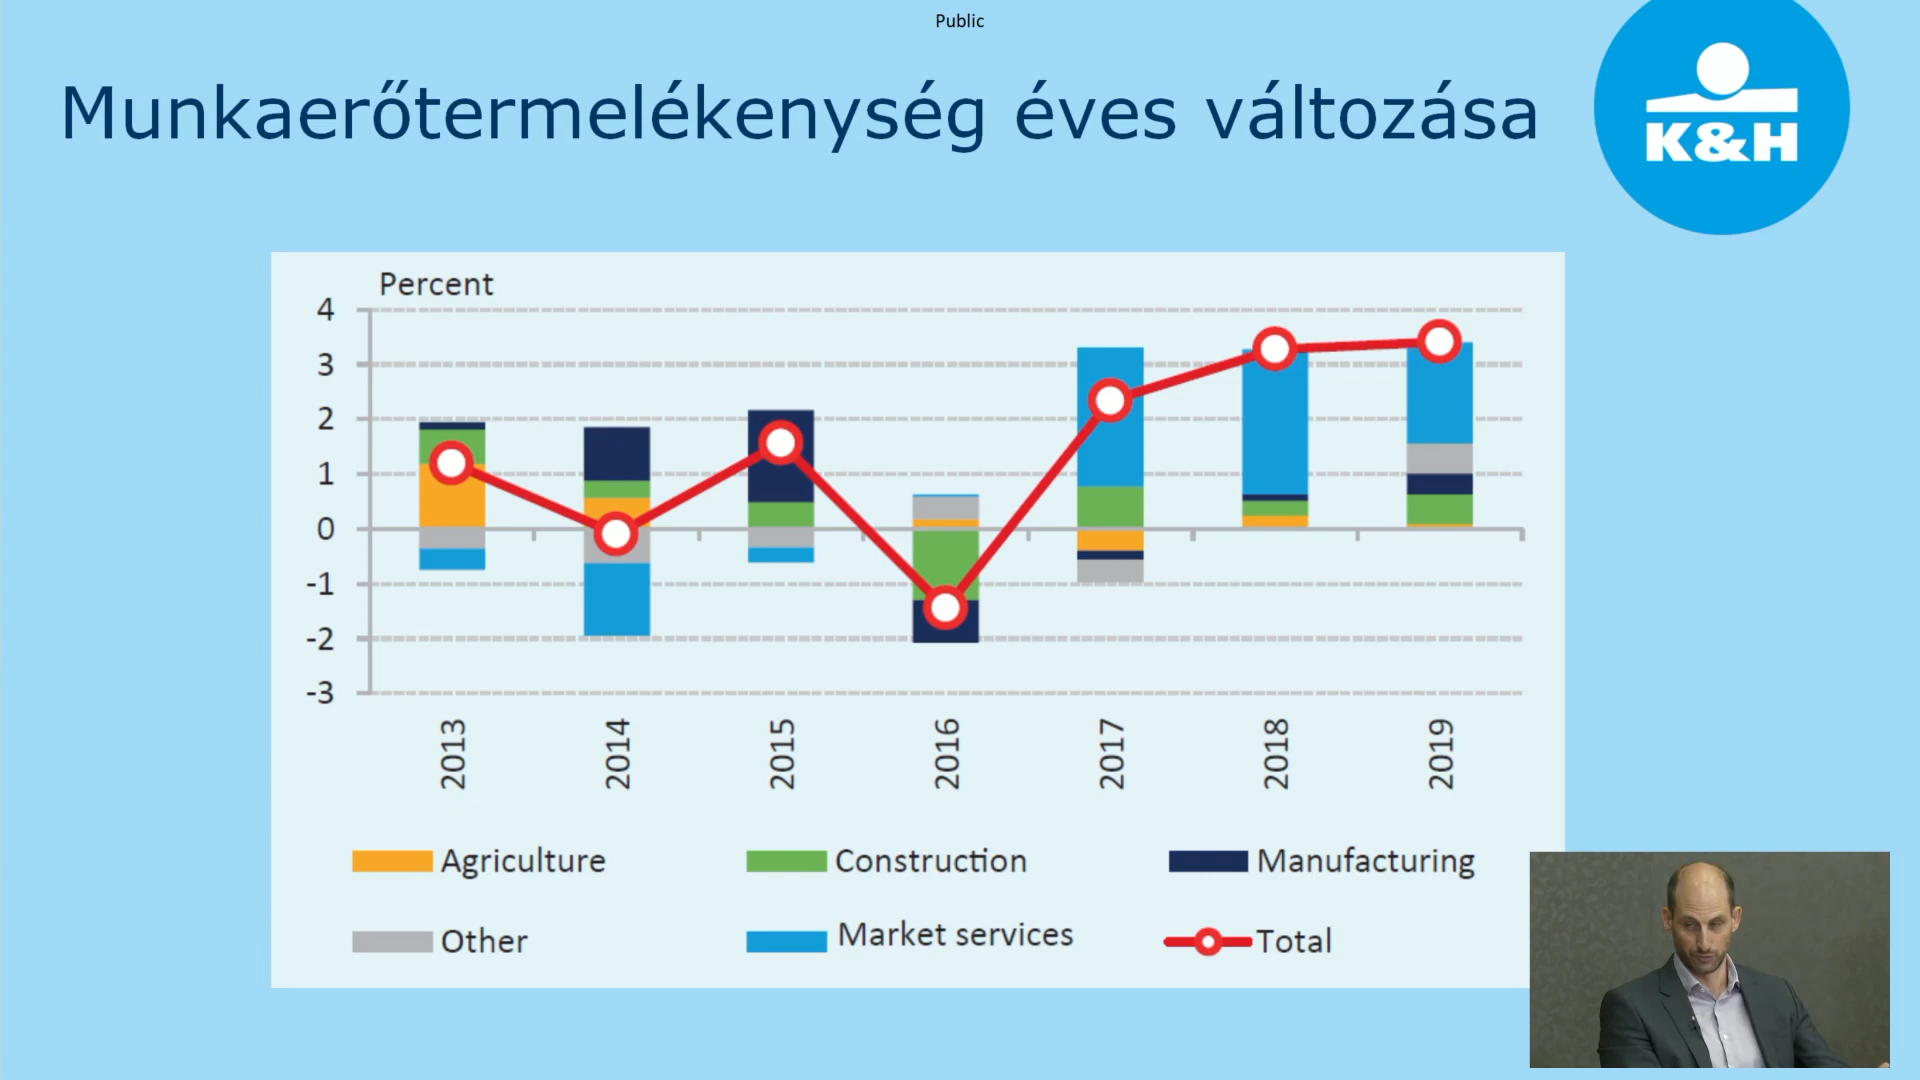 Public
Munkaerőtermelékenység éves változása
K&H
Percent
4
3
2
1
0
-1
-2
-3
2013 2014 2015 2016 2017 2018 2019
Agriculture Construction Manufacturing
Other Market services Total